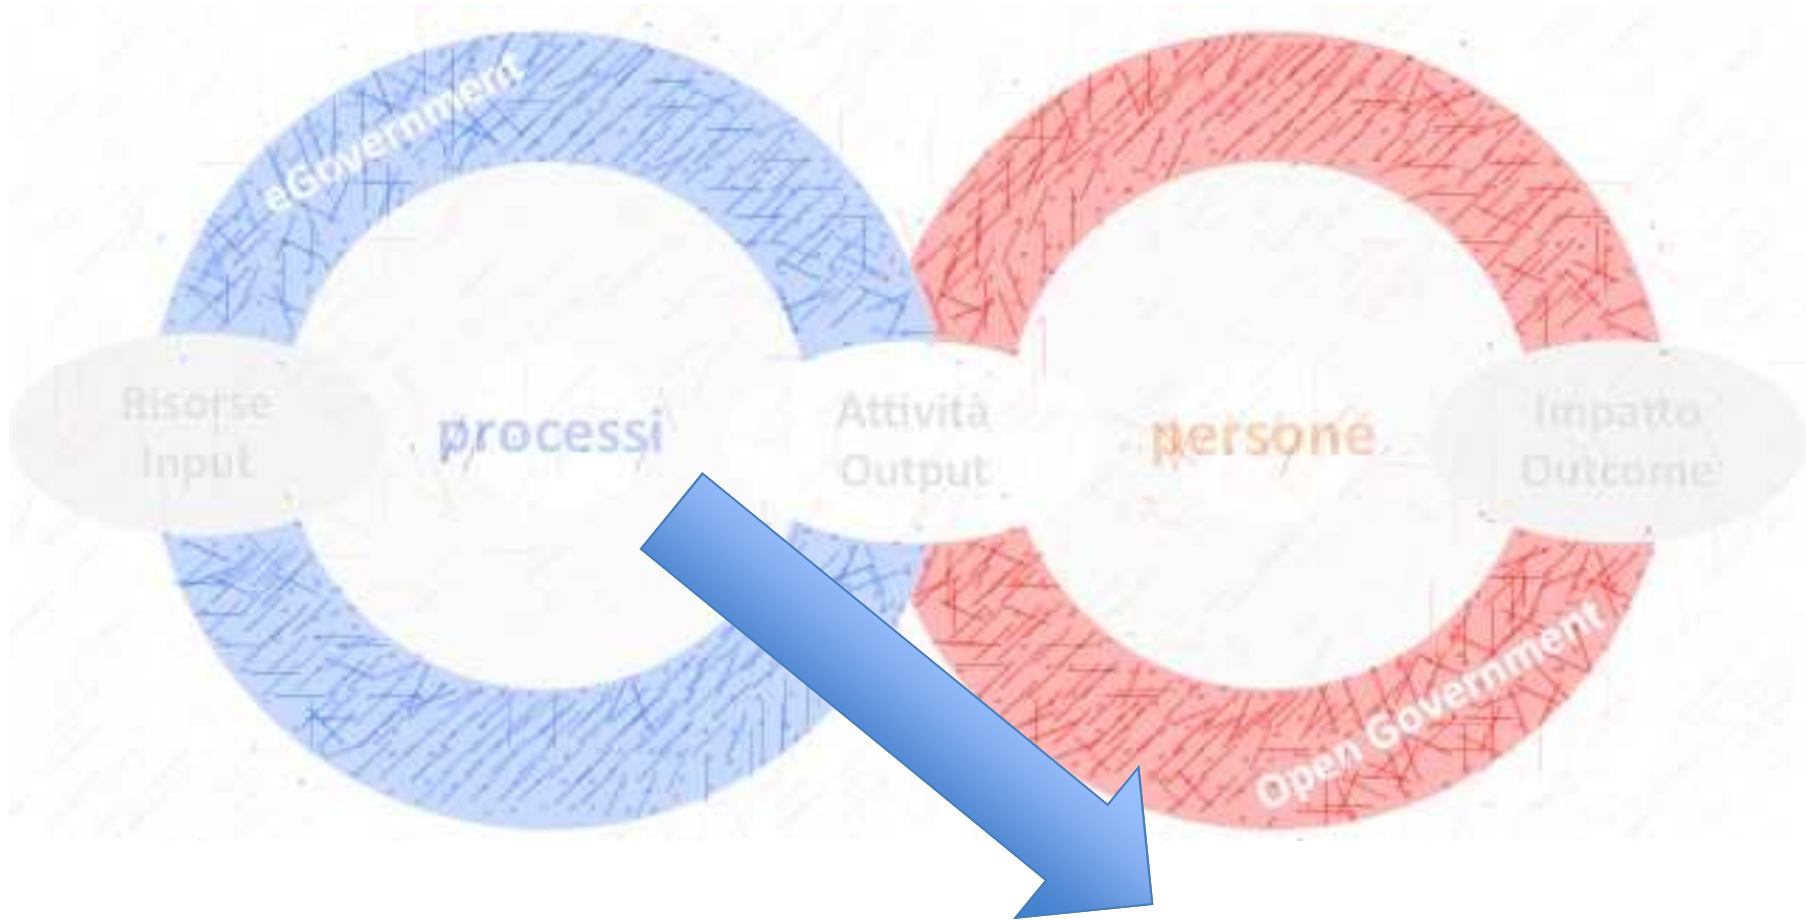 eGovernment
Risorse
Input
processi
Attività
Output
persone
Impatto
Outcome
Open Government